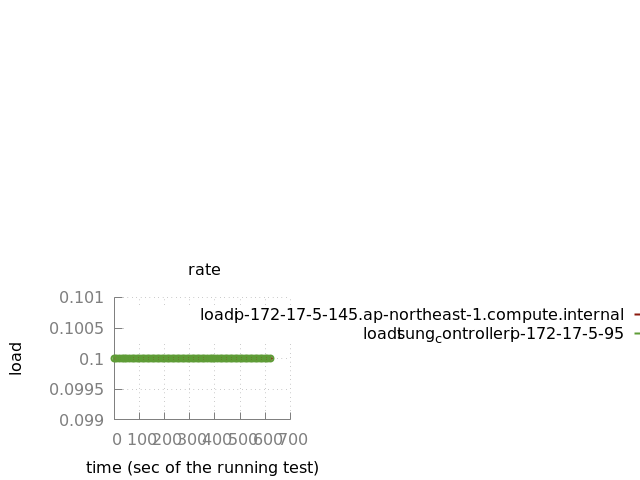 rate
0.101
loadip-172-17-5-145.ap-northeast-1.compute.internal
0.1005
loadtsung_controllerip-172-17-5-95
load
0.1
0.0995
0.099
0 100 200 300 400 500 600 700
time (sec of the running test)